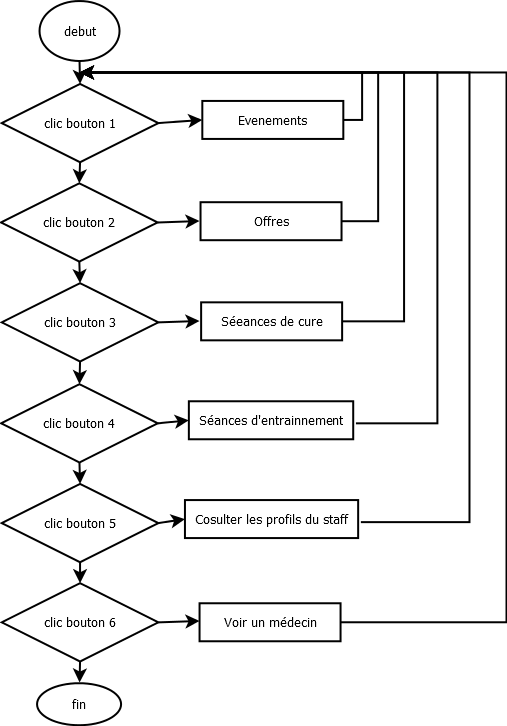 debut
clic bouton 1
Evenements
clic bouton 2
Offres
clic bouton 3
Séeances de cure
clic bouton 4
Séances d'entrainnement
clic bouton 5
Cosulter les profils du staff
clic bouton 6
Voir un médecin
fin